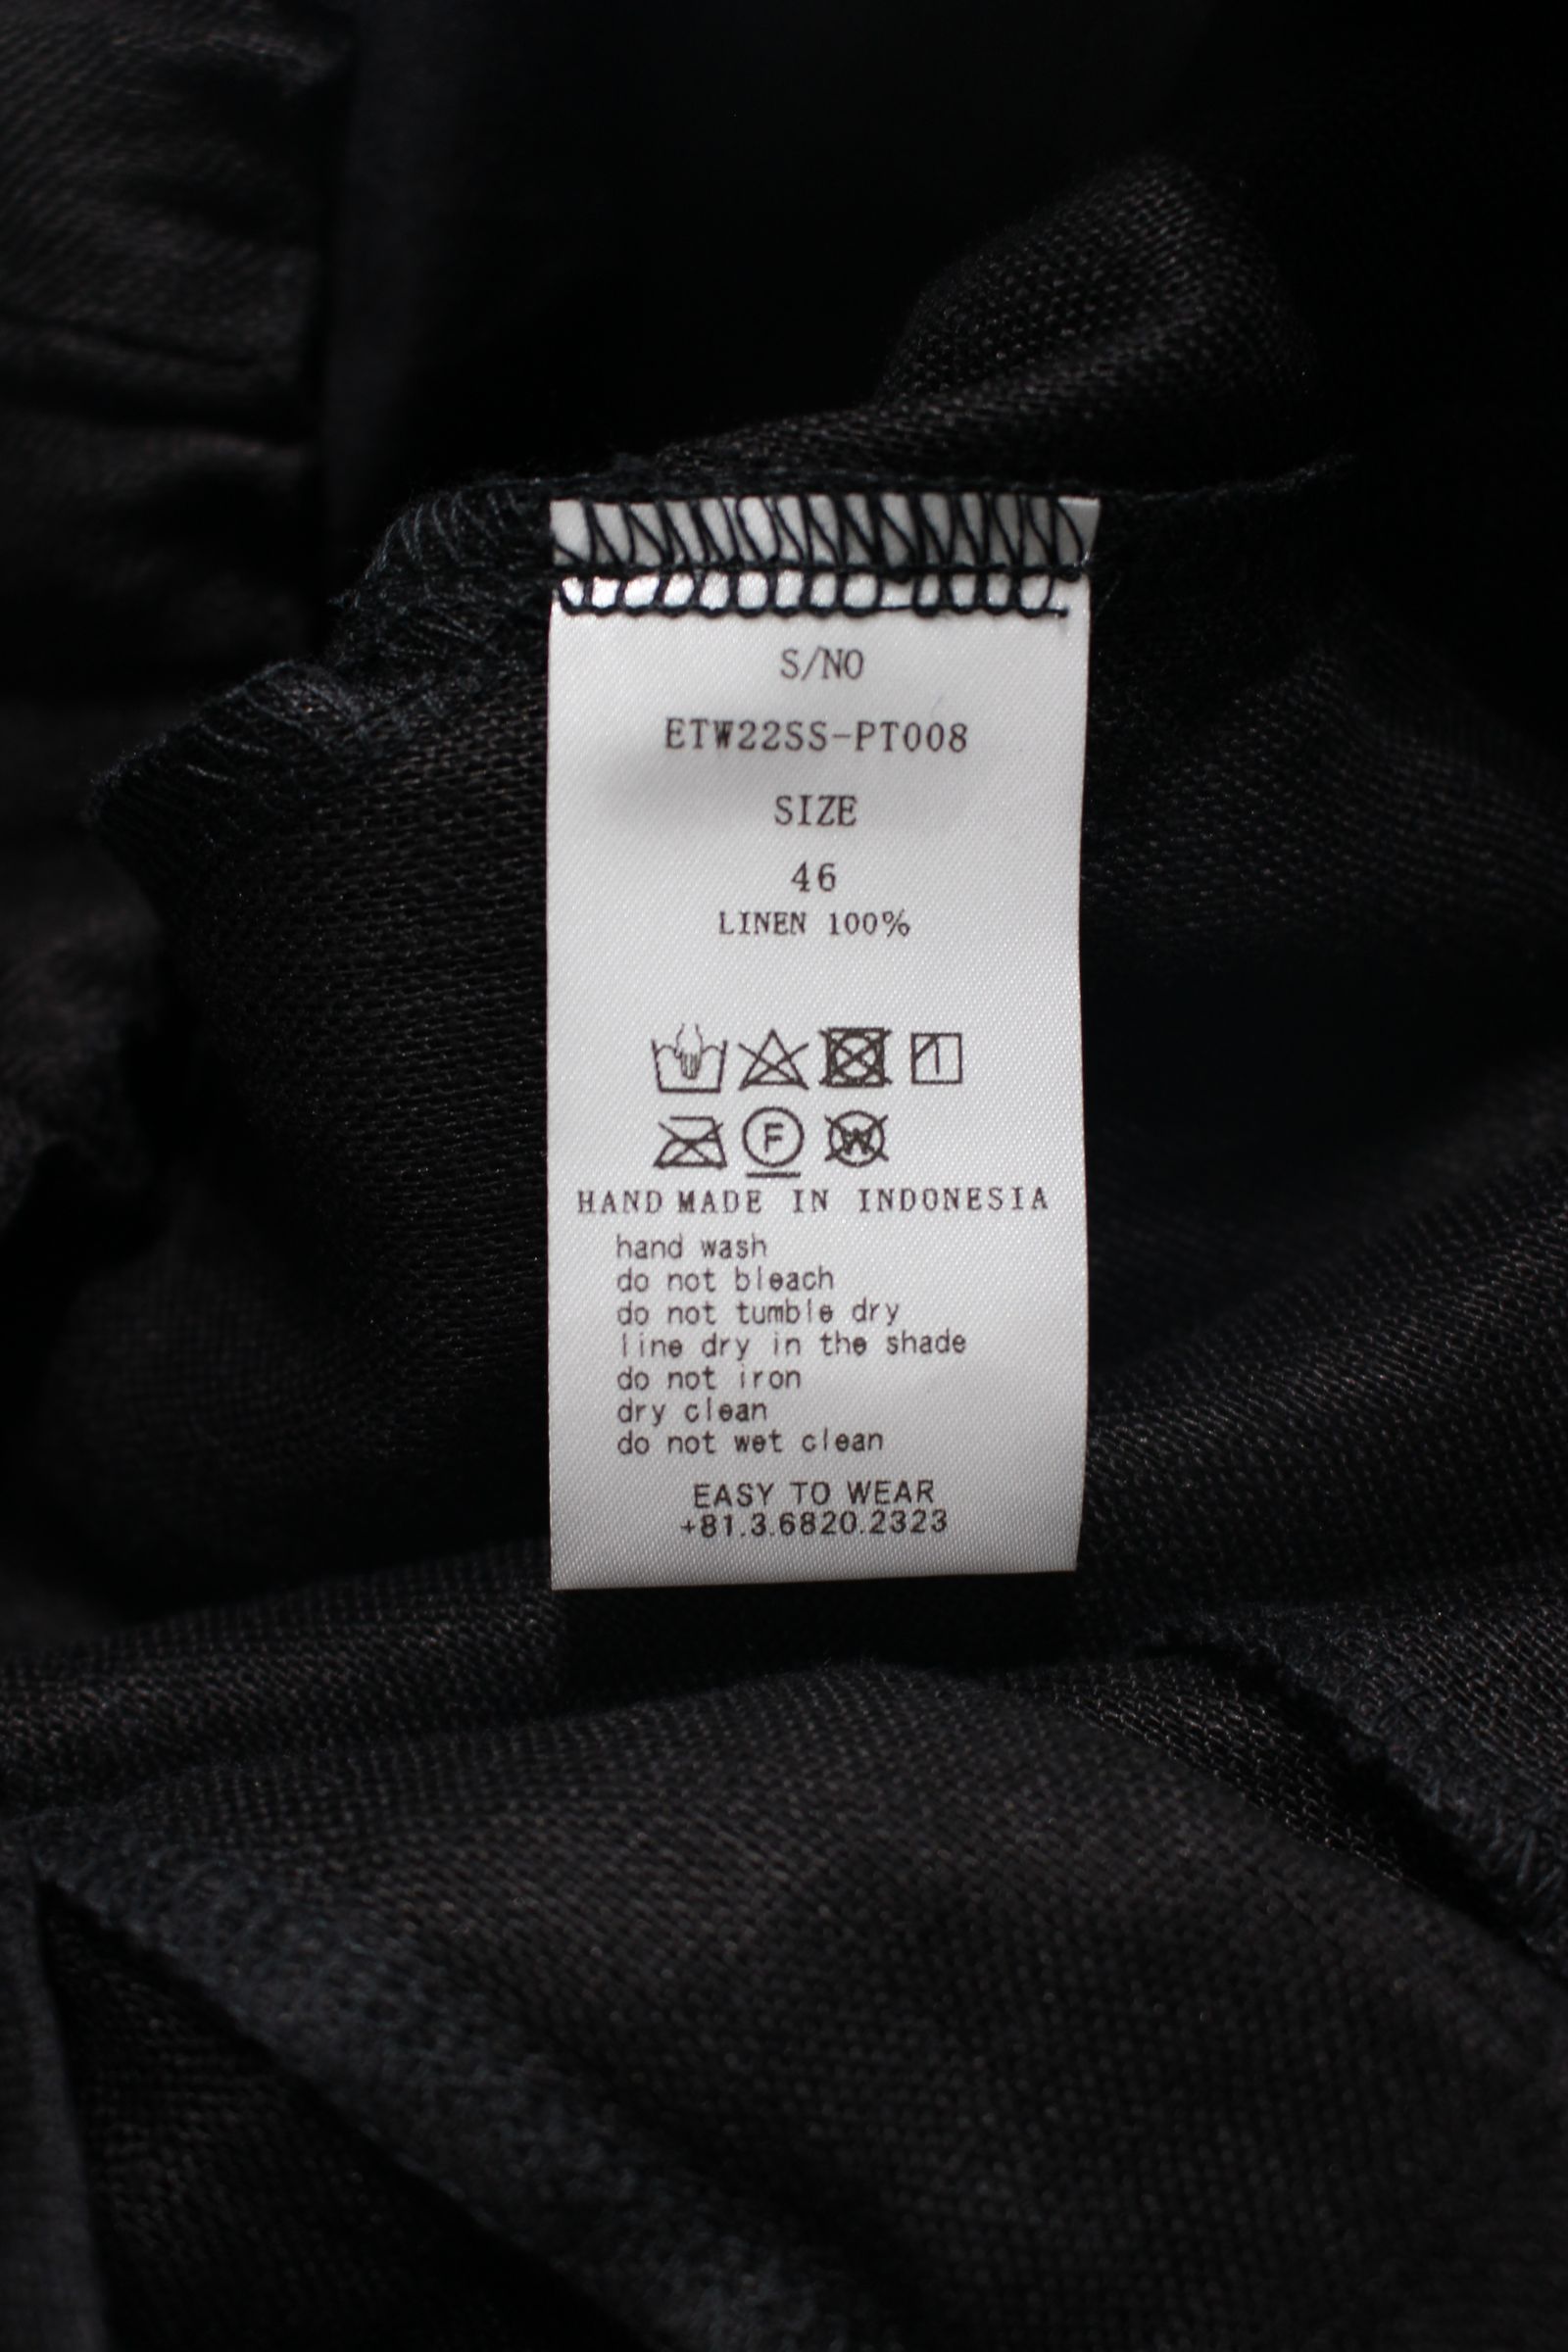 S/NO
ETW22SS-PT008
SIZE
46
LINEN 100%
F W
HAND MADE IN INDONESIA
hand wash
do not bleach
do not tumble dry
line dry in the shade
do not iron
dry clean
do not wet clean
EASY TO WEAR
+81.3.6820.2323